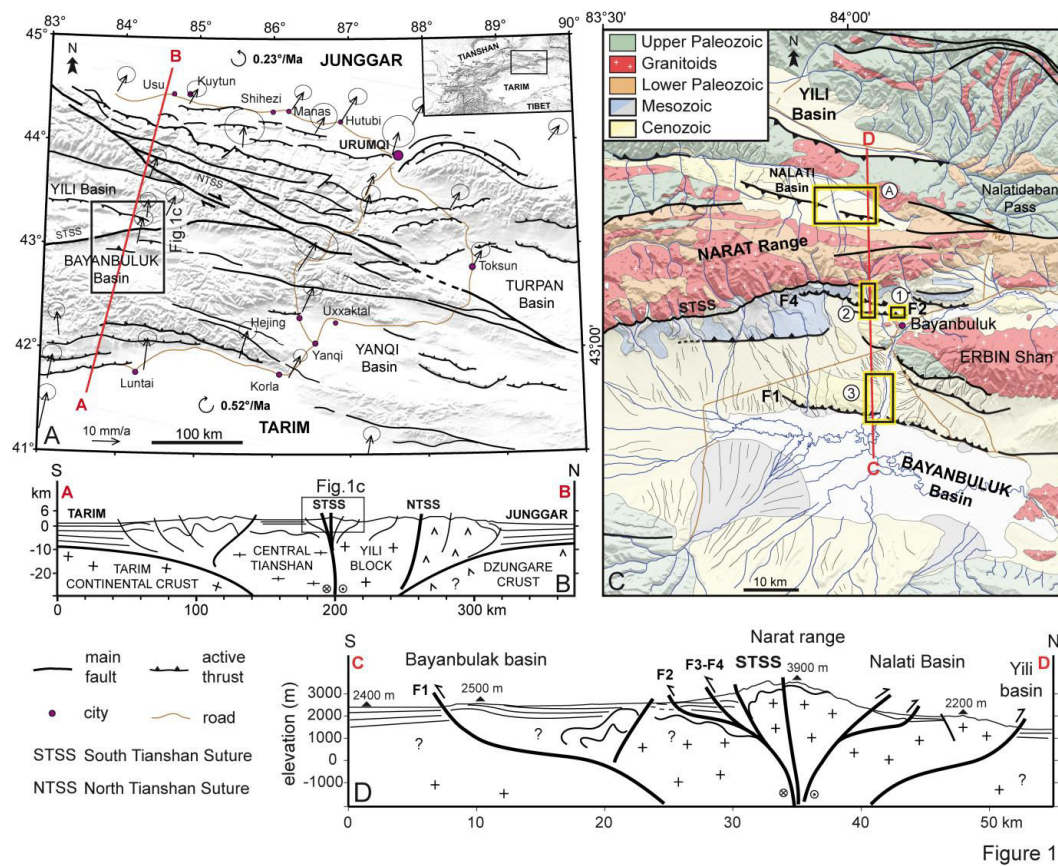 83° 84° 85° 86° 87° 88° 89° 90°
45°
44°
43°
42°
41°
N
B
0.23°/Ma
JUNGGAR
TIANSHAN
TARIM
TIBET
Usu
Kuytun
Shihezi
Manas
Hutubi
URUMQI
NTSS
YILI Basin
STSS
Fig.1c
BAYANBULUK
Basin
Toksun
TURPAN
Basin
Hejing
Uxxaktal
YANQI
Basin
Yanqi
Luntai
Korla
0.52°/Ma
A
TARIM
A
10 mm/a
100 km
S
N
km
A
Fig.1c
B
6
0
-10
-20
TARIM
STSS
NTSS
JUNGGAR
TARIM
CONTINENTAL CRUST
CENTRAL
TIANSHAN
YILI
BLOCK
?
DZUNGARE
CRUST
B
0 100 200 300 km
83°30'
84°00'
43°00'
Upper Paleozoic
Granitoids
Lower Paleozoic
Mesozoic
Cenozoic
N
YILI
Basin
D
NALATI
Basin
A
Nalatidaban
Pass
NARAT Range
STSS
F4
1
2
F2
Bayanbuluk
ERBIN Shan
F1
3
C
BAYANBULUK
Basin
C
10 km
main
fault
active
thrust
city
road
STSS South Tianshan Suture
NTSS North Tianshan Suture
S
N
C
Bayanbulak basin
Narat range
Nalati Basin
D
Yili
basin
elevation (m)
3000
2000
1000
0
-1000
2400 m
F1
2500 m
F2
F3-F4
STSS
3900 m
2200 m
? ? ? ?
D
0 10 20 30 40 50 km
Figure 1